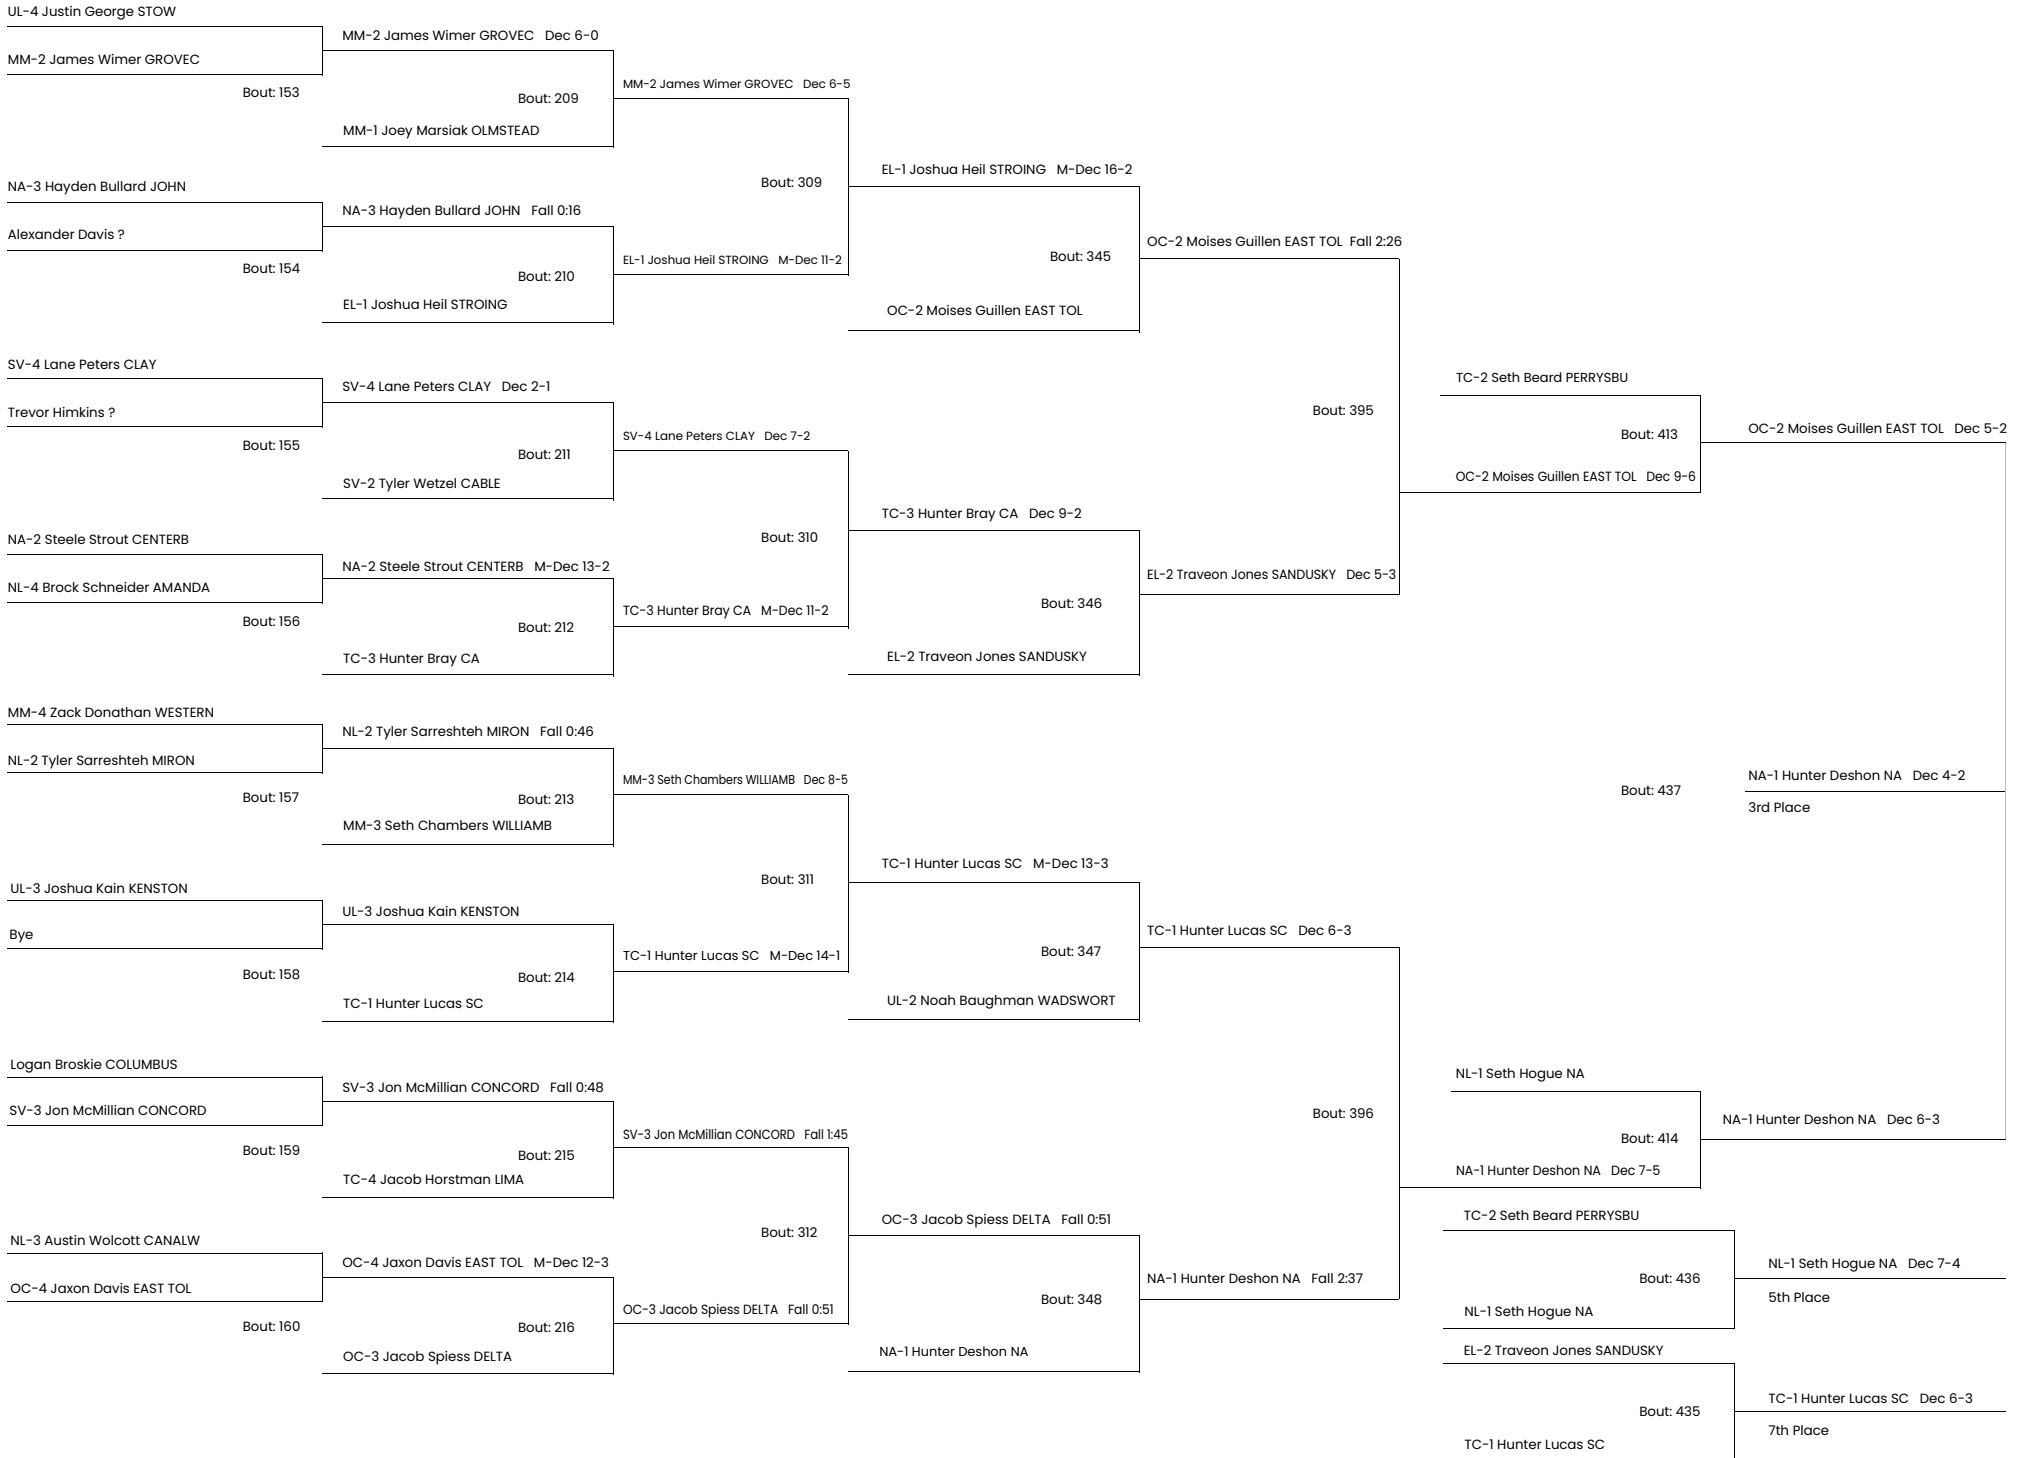 UL-4 Justin George STOW
MM-2 James Wimer GROVEC
Bout: 153
NA-3 Hayden Bullard JOHN
Alexander Davis ?
Bout: 154
SV-4 Lane Peters CLAY
Trevor Himkins ?
Bout: 155
NA-2 Steele Strout CENTERB
NL-4 Brock Schneider AMANDA
Bout: 156
MM-4 Zack Donathan WESTERN
NL-2 Tyler Sarreshteh MIRON
Bout: 157
UL-3 Joshua Kain KENSTON
Bye
Bout: 158
Logan Broskie COLUMBUS
SV-3 Jon McMillian CONCORD
Bout: 159
NL-3 Austin Wolcott CANALW
OC-4 Jaxon Davis EAST TOL
Bout: 160
MM-2 James Wimer GROVEC Dec 6-0
Bout: 209
MM-1 Joey Marsiak OLMSTEAD
NA-3 Hayden Bullard JOHN Fall 0:16
Bout: 210
EL-1 Joshua Heil STROING
SV-4 Lane Peters CLAY Dec 2-1
Bout: 211
SV-2 Tyler Wetzel CABLE
NA-2 Steele Strout CENTERB M-Dec 13-2
Bout: 212
TC-3 Hunter Bray CA
NL-2 Tyler Sarreshteh MIRON Fall 0:46
Bout: 213
MM-3 Seth Chambers WILLIAMB
UL-3 Joshua Kain KENSTON
Bout: 214
TC-1 Hunter Lucas SC
SV-3 Jon McMillian CONCORD Fall 0:48
Bout: 215
TC-4 Jacob Horstman LIMA
OC-4 Jaxon Davis EAST TOL M-Dec 12-3
Bout: 216
OC-3 Jacob Spiess DELTA
MM-2 James Wimer GROVEC Dec 6-5
Bout: 309
EL-1 Joshua Heil STROING M-Dec 11-2
SV-4 Lane Peters CLAY Dec 7-2
Bout: 310
TC-3 Hunter Bray CA M-Dec 11-2
MM-3 Seth Chambers WILLIAMB Dec 8-5
Bout: 311
TC-1 Hunter Lucas SC M-Dec 14-1
SV-3 Jon McMillian CONCORD Fall 1:45
Bout: 312
OC-3 Jacob Spiess DELTA Fall 0:51
EL-1 Joshua Heil STROING M-Dec 16-2
Bout: 345
OC-2 Moises Guillen EAST TOL
TC-3 Hunter Bray CA Dec 9-2
Bout: 346
EL-2 Traveon Jones SANDUSKY
TC-1 Hunter Lucas SC M-Dec 13-3
Bout: 347
UL-2 Noah Baughman WADSWORT
OC-3 Jacob Spiess DELTA Fall 0:51
Bout: 348
NA-1 Hunter Deshon NA
OC-2 Moises Guillen EAST TOL Fall 2:26
Bout: 395
EL-2 Traveon Jones SANDUSKY Dec 5-3
TC-1 Hunter Lucas SC Dec 6-3
Bout: 396
NA-1 Hunter Deshon NA Fall 2:37
TC-2 Seth Beard PERRYSBU
Bout: 413
OC-2 Moises Guillen EAST TOL Dec 9-6
NL-1 Seth Hogue NA
Bout: 414
NA-1 Hunter Deshon NA Dec 7-5
OC-2 Moises Guillen EAST TOL Dec 5-2
Bout: 437
NA-1 Hunter Deshon NA Dec 4-2
3rd Place
NA-1 Hunter Deshon NA Dec 6-3
TC-2 Seth Beard PERRYSBU
Bout: 436
NL-1 Seth Hogue NA
NL-1 Seth Hogue NA Dec 7-4
5th Place
EL-2 Traveon Jones SANDUSKY
Bout: 435
TC-1 Hunter Lucas SC
TC-1 Hunter Lucas SC Dec 6-3
7th Place